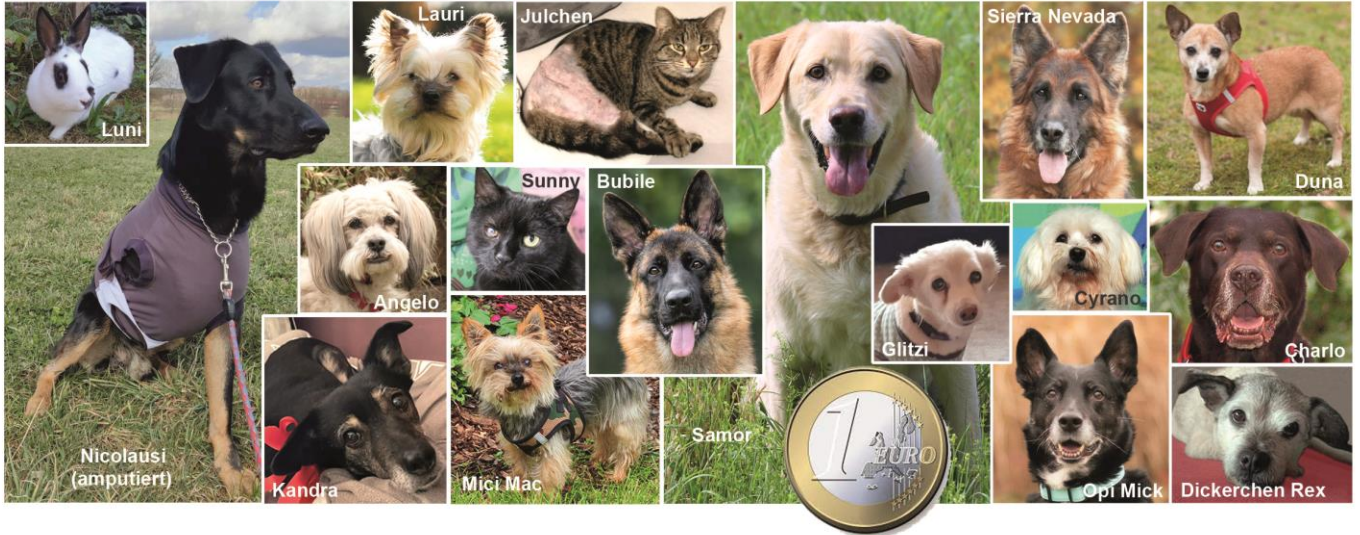 Luni
Lauri
Julchen
Sierra Nevada
Duna
Sunny
Bubile
Angelo
Glitzi
Cyrano
Charlo
Nicolausi
(amputiert)
Kandra
Mici Mac
Samor
1
EURO
Opi Mick
Dickerchen Rex